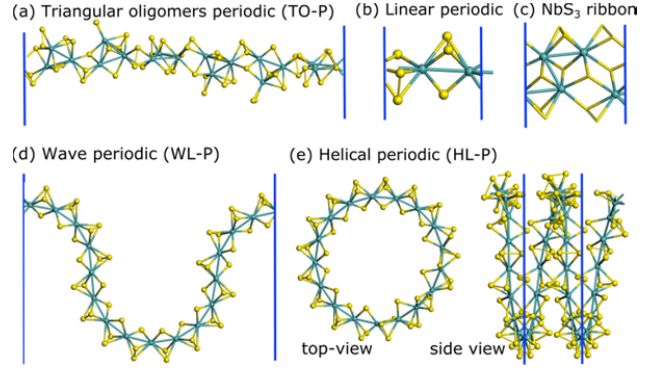 (a) Triangular oligomers periodic (TO-P)
(b) Linear periodic
(c) NbS₃ ribbon
(d) Wave periodic (WL-P)
(e) Helical periodic (HL-P)
top-view
side view